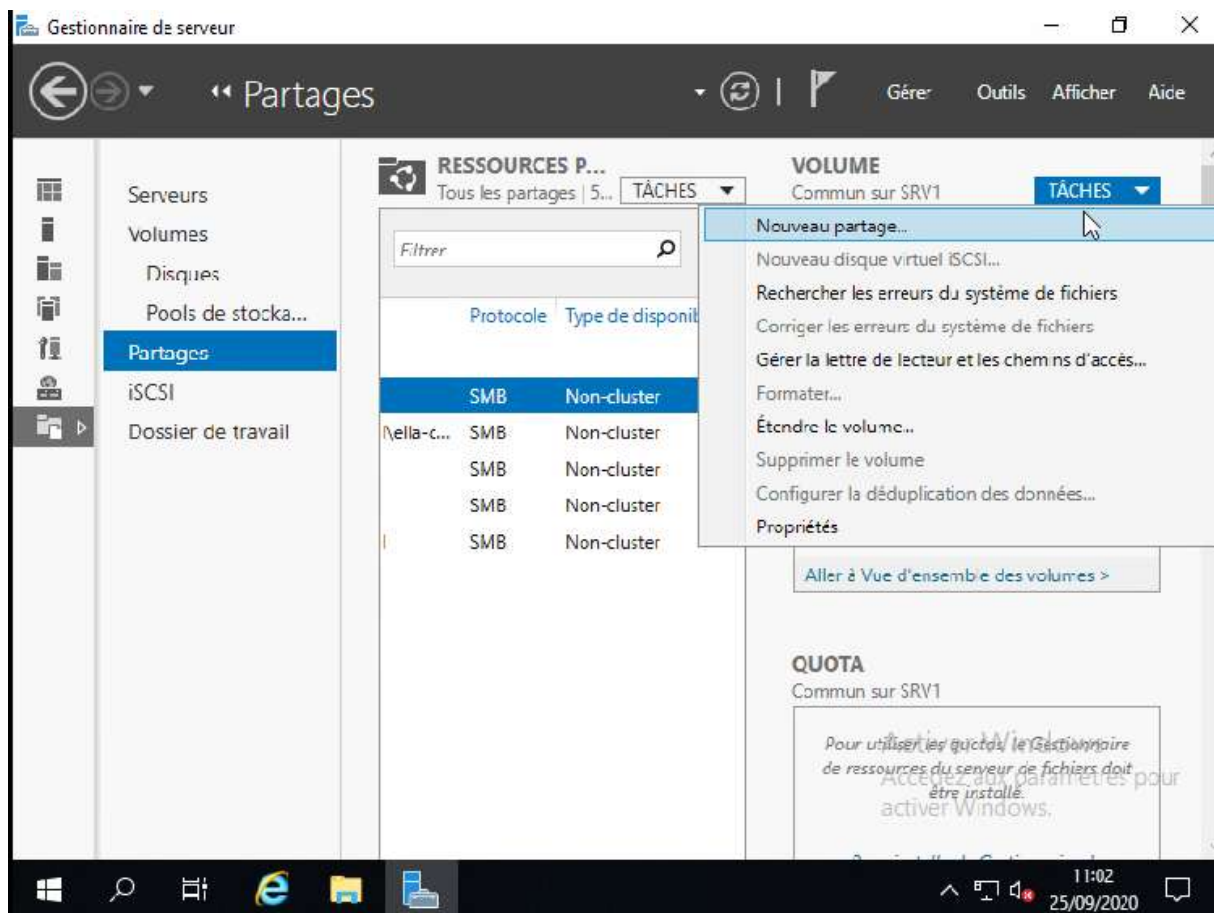 Gestionnaire de serveur
Partages
Gérer Outils Afficher Aide
Serveurs
Volumes
Disques
Pools de stocka...
Partages
iSCSI
Dossier de travail
RESSOURCES P...
Tous les partages | 5...
TÂCHES
Filtrer
Protocole Type de disponib
SMB Non-cluster
SMB Non-cluster
SMB Non-cluster
SMB Non-cluster
SMB Non-cluster
VOLUME
Commun sur SRV1
TÂCHES
Nouveau partage...
Nouveau disque virtuel iSCSI...
Rechercher les erreurs du système de fichiers
Corriger les erreurs du système de fichiers
Gérer la lettre de lecteur et les chemins d'accès...
Formater...
Étendre le volume...
Supprimer le volume
Configurer la déduplication des données...
Propriétés
Aller à Vue d'ensemble des volumes >
QUOTA
Commun sur SRV1
Pour utiliser les quotas, le Gestionnaire
de ressources du serveur de fichiers doit
être installé.
Activer Windows
Accédez aux paramètres pour
activer Windows.
11:02
25/09/2020